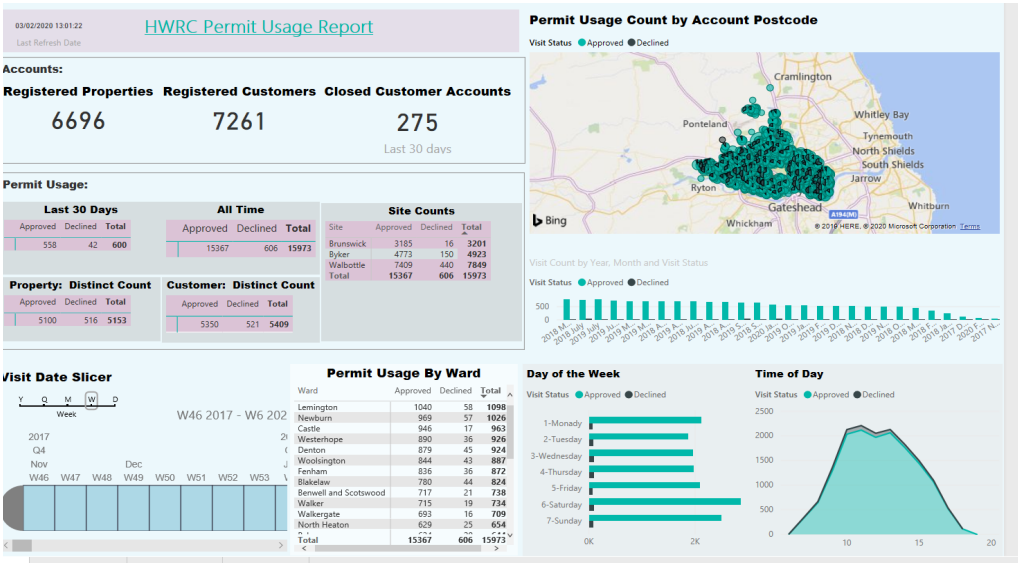 03/02/2020 13:01:22
Last Refresh Date
HWRC Permit Usage Report
Accounts:
Registered Properties Registered Customers Closed Customer Accounts
6696 7261 275
Last 30 days
Permit Usage:
Last 30 Days
Approved Declined Total
558 42 600
All Time
Approved Declined Total
15367 606 15973
Site Counts
Site Approved Declined Total
Brunswick 3185 16 3201
Byker 4773 150 4923
Walbottle 7409 440 7849
Total 15367 606 15973
Property: Distinct Count
Approved Declined Total
5100 516 5153
Customer: Distinct Count
Approved Declined Total
5350 521 5409
Permit Usage Count by Account Postcode
Visit Status Approved Declined
Cramlington
Ponteland
Whitley Bay
Tynemouth
North Shields
South Shields
Jarrow
Ryton
Gateshead
Whickham
A194(M)
Whitburn
Bing
© 2019 HERE, © 2020 Microsoft Corporation Terms
Visit Count by Year, Month and Visit Status
Visit Status Approved Declined
500
0
2018 M... 2018 July 2019 July 2019 Ju... 2019 M...
Visit Date Slicer
Y Q M W D
Week
W46 2017 - W6 202
2017
Q4
Nov Dec
W46 W47 W48 W49 W50 W51 W52 W53
Permit Usage By Ward
Ward Approved Declined Total
Lemington 1040 58 1098
Newburn 969 57 1026
Castle 946 17 963
Westerhope 890 36 926
Denton 879 45 924
Woolsington 844 43 887
Fenham 836 36 872
Blakelaw 780 44 824
Benwell and Scotswood 717 21 738
Walker 715 19 734
Walkergate 693 16 709
North Heaton 629 25 654
Total 15367 606 15973
Day of the Week
Visit Status Approved Declined
1-Monady
2-Tuesday
3-Wednesday
4-Thursday
5-Friday
6-Saturday
7-Sunday
0K 2K
Time of Day
Visit Status Approved Declined
2500
2000
1500
1000
500
0
10 15 20